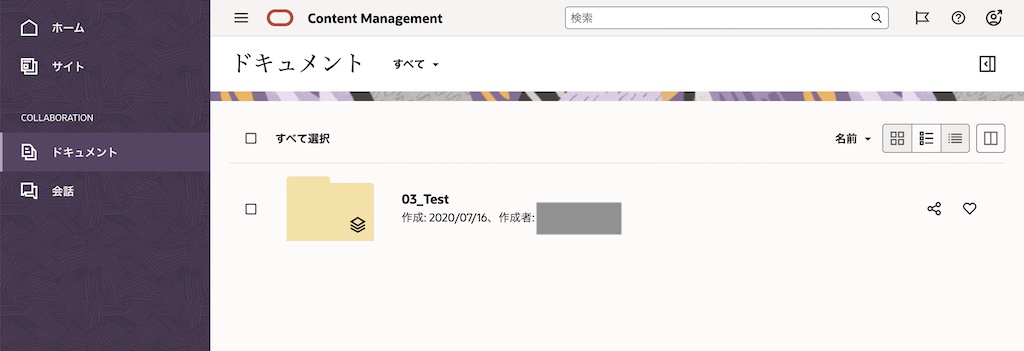 ホーム
サイト
COLLABORATION
ドキュメント
会話
Content Management
検索
ドキュメント
すべて
すべて選択
名前
03_Test
作成: 2020/07/16、作成者: